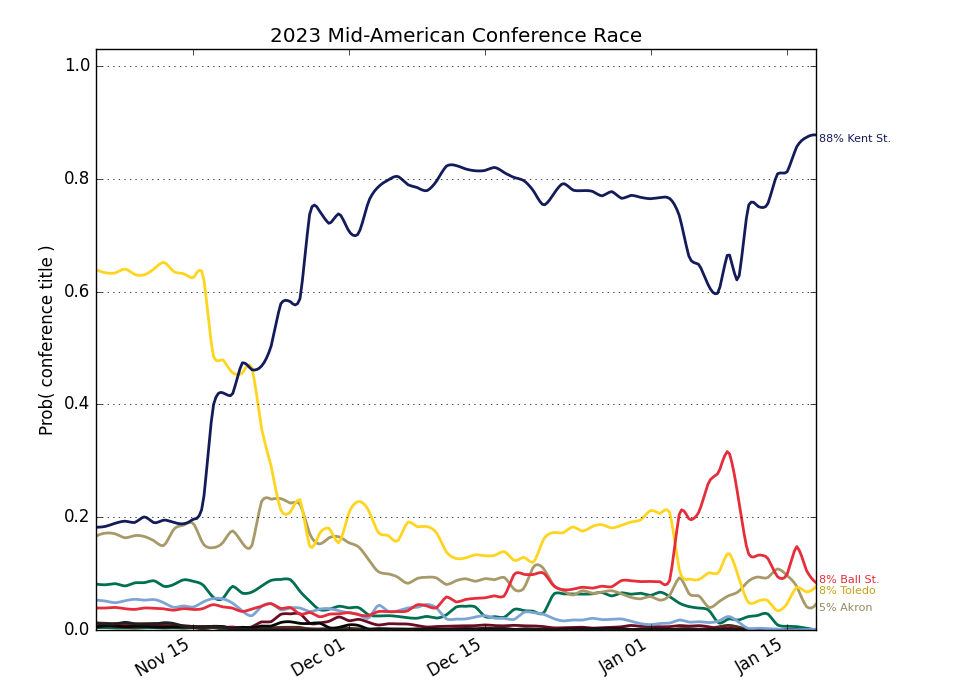 2023 Mid-American Conference Race
Prob( conference title )
1.0
0.8
0.6
0.4
0.2
0.0
Nov 15
Dec 01
Dec 15
Jan 01
Jan 15
88% Kent St.
8% Ball St.
8% Toledo
5% Akron